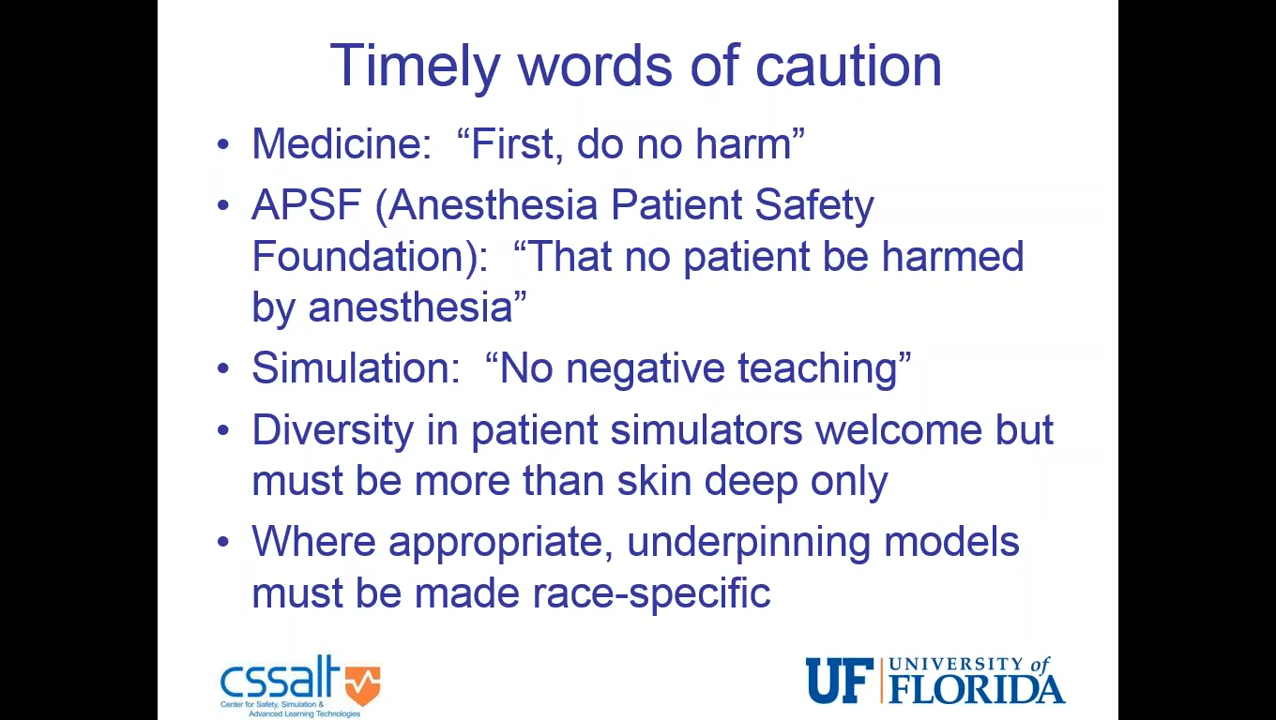 Timely words of caution
• Medicine:  “First, do no harm”
• APSF (Anesthesia Patient Safety
Foundation):  “That no patient be harmed
by anesthesia”
• Simulation:  “No negative teaching”
• Diversity in patient simulators welcome but
must be more than skin deep only
• Where appropriate, underpinning models
must be made race-specific
cssalt
Center for Safety, Simulation &
Advanced Learning Technologies
UF UNIVERSITY of
FLORIDA